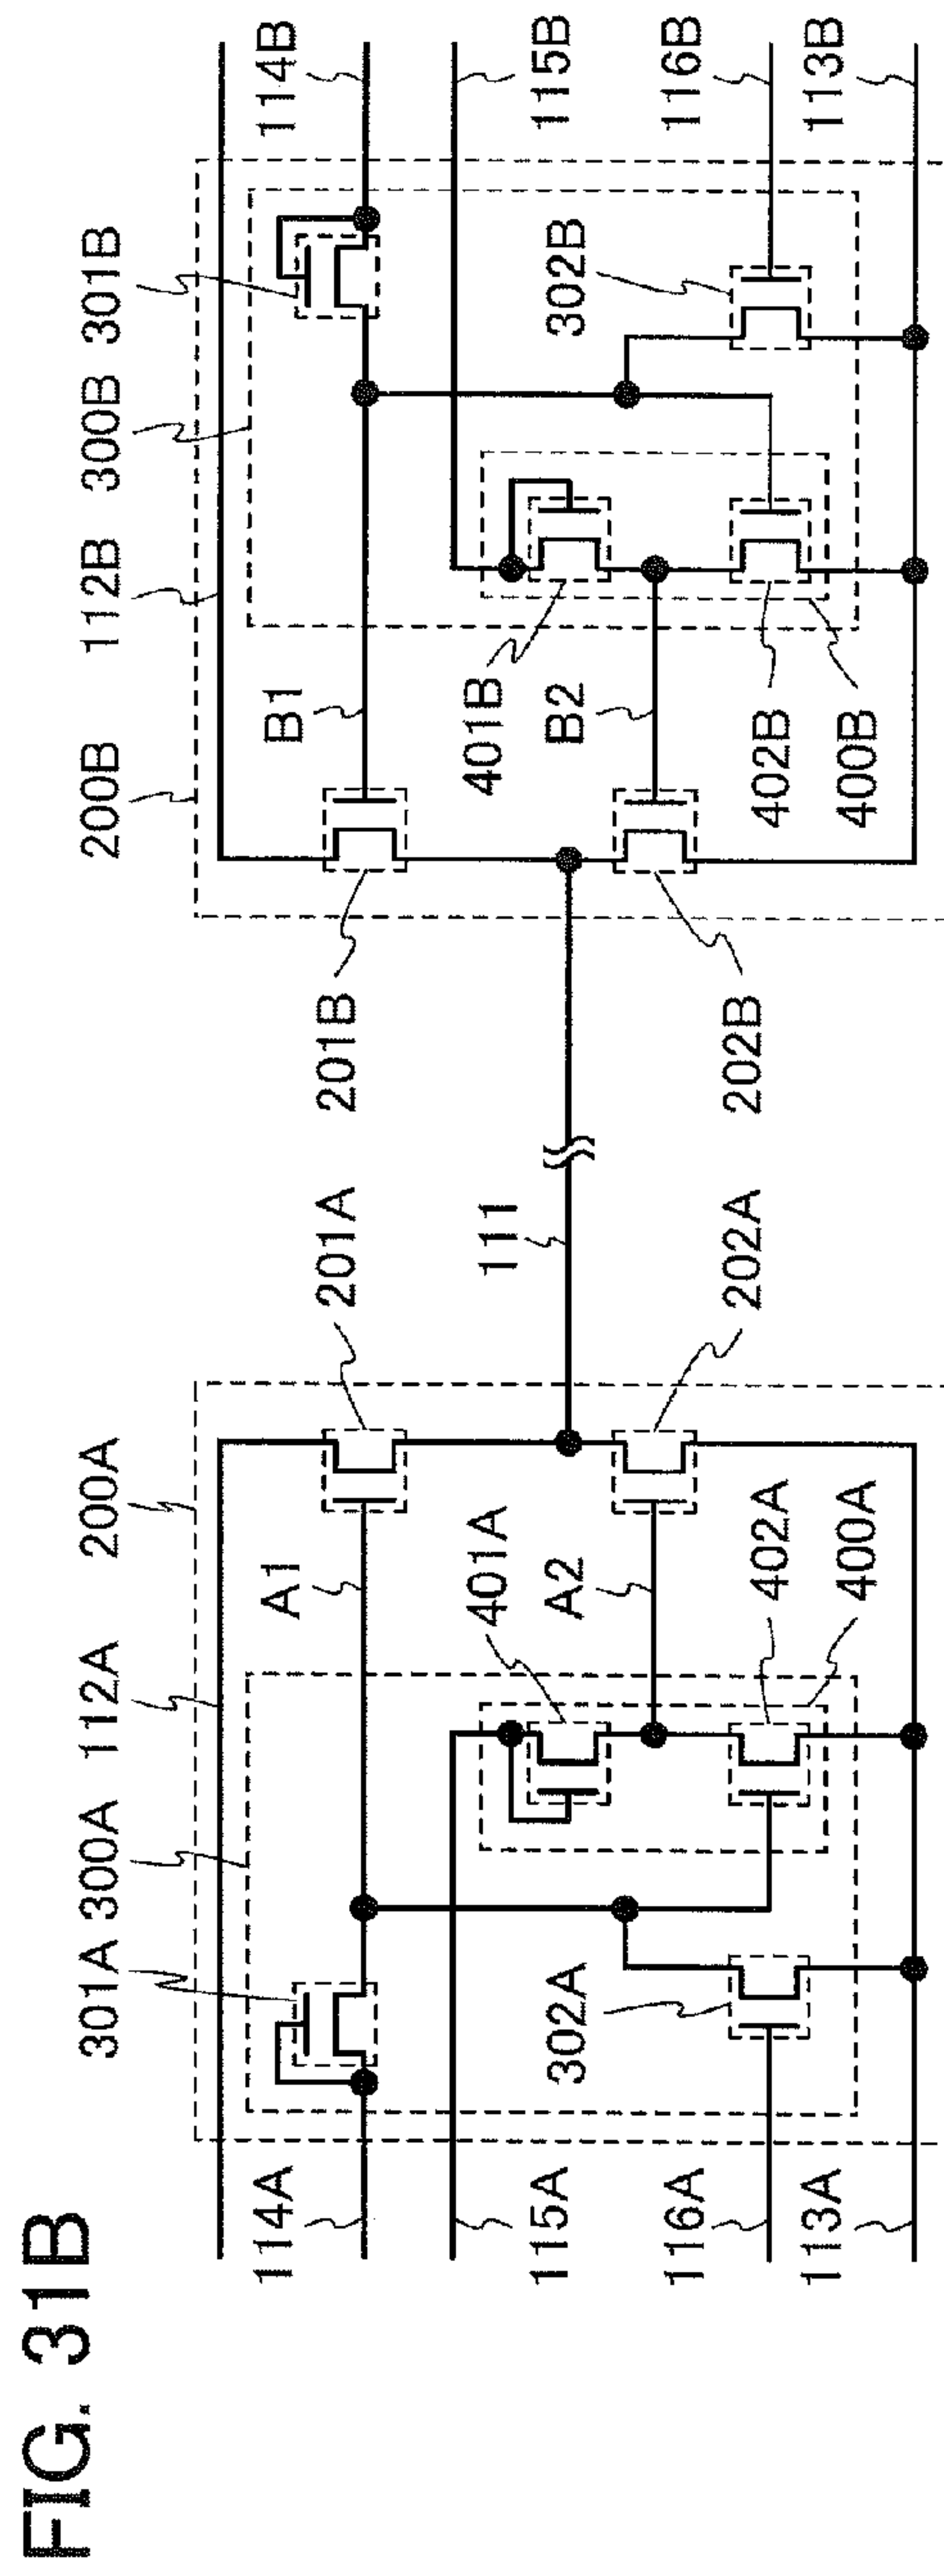 FIG. 31B
301A 300A 112A 200A
200B 112B 300B 301B
A1
201A
201B
B1
114A
114B
401A
111
401B
115A
302A
A2
B2
302B
115B
116A
402A
202A
202B
402B
116B
113A
400A
400B
113B